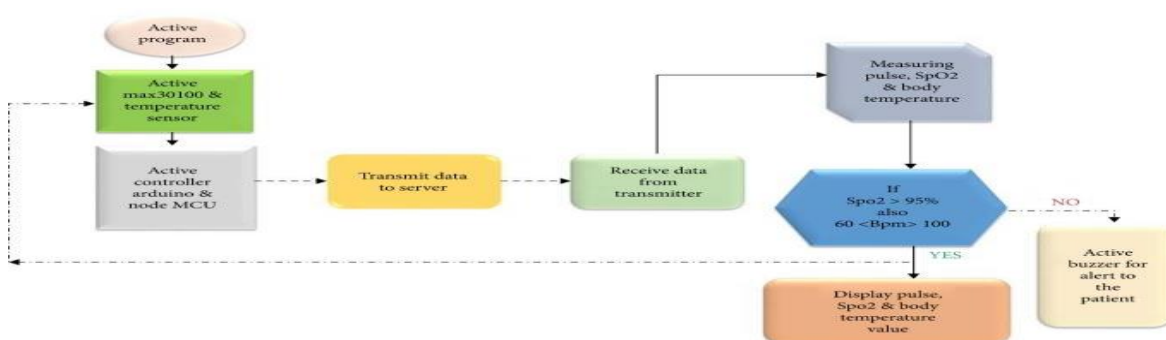 Active
program
Active
max30100 &
temperature
sensor
Active
controller
arduino &
node MCU
Transmit data
to server
Receive data
from
transmitter
Measuring
pulse, SpO2
& body
temperature
If
Spo2 > 95%
also
60 <Bpm> 100
NO
YES
Active
buzzer for
alert to
the
patient
Display pulse,
Spo2 & body
temperature
value